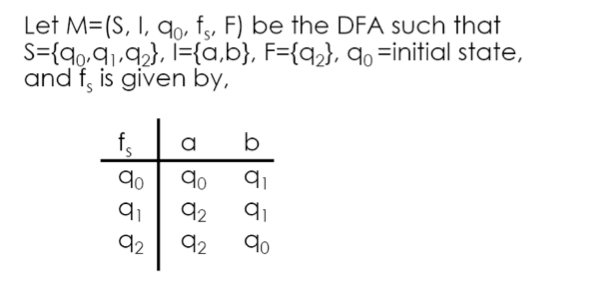 Let M=(S, I, q₀, fₛ, F) be the DFA such that
S={q₀,q₁,q₂}, I={a,b}, F={q₂}, q₀=initial state,
and fₛ is given by,
fₛ a b
q₀ q₀ q₁
q₁ q₂ q₁
q₂ q₂ q₀